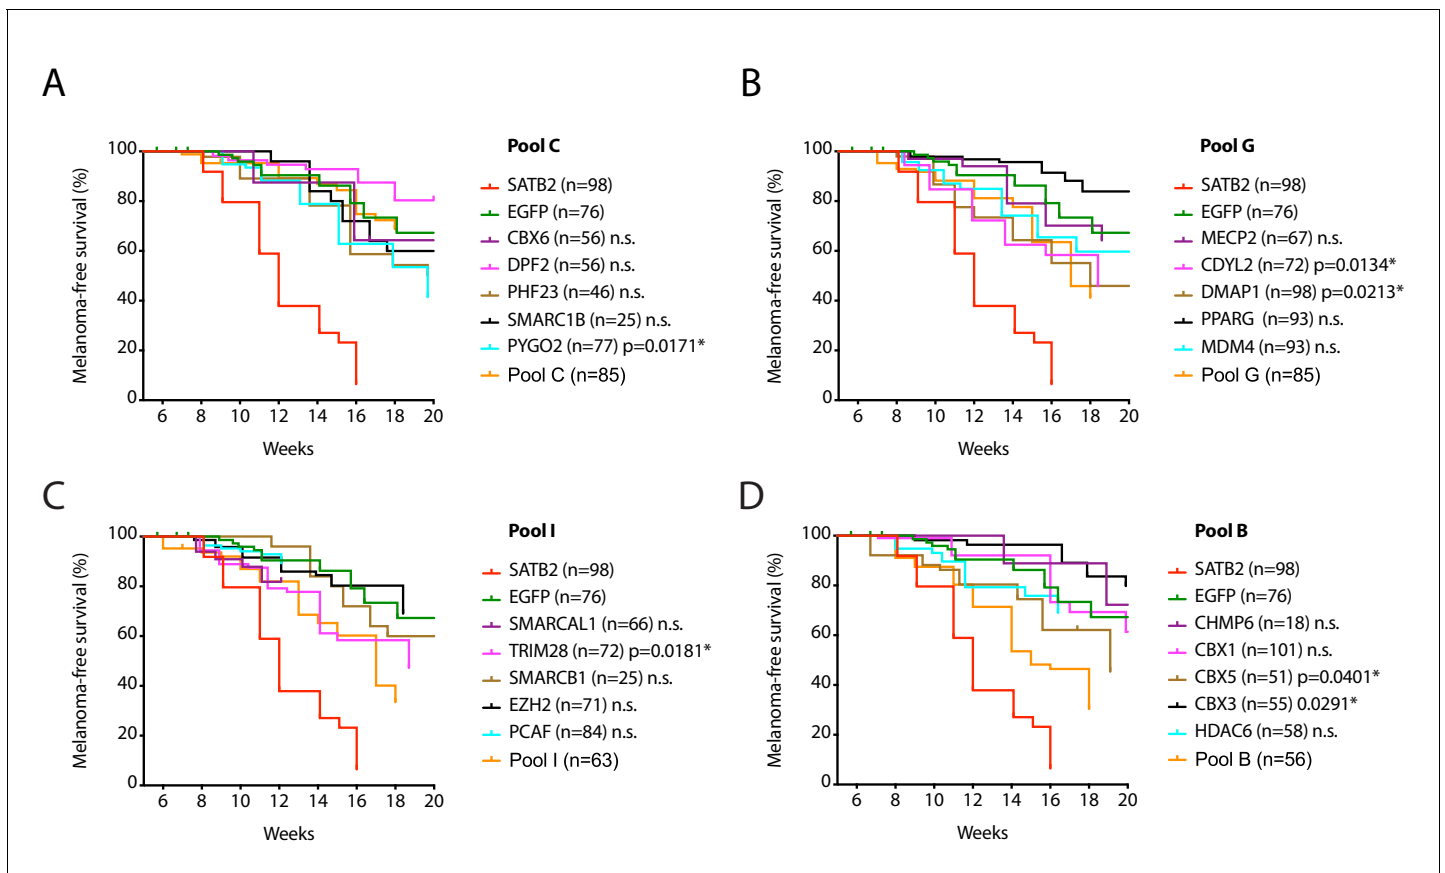 A
Pool C
SATB2 (n=98)
EGFP (n=76)
CBX6 (n=56) n.s.
DPF2 (n=56) n.s.
PHF23 (n=46) n.s.
SMARC1B (n=25) n.s.
PYGO2 (n=77) p=0.0171*
Pool C (n=85)
Melanoma-free survival (%)
100
80
60
40
20
0
6 8 10 12 14 16 18 20
Weeks
B
Pool G
SATB2 (n=98)
EGFP (n=76)
MECP2 (n=67) n.s.
CDYL2 (n=72) p=0.0134*
DMAP1 (n=98) p=0.0213*
PPARG (n=93) n.s.
MDM4 (n=93) n.s.
Pool G (n=85)
Melanoma-free survival (%)
100
80
60
40
20
0
6 8 10 12 14 16 18 20
Weeks
C
Pool I
SATB2 (n=98)
EGFP (n=76)
SMARCAL1 (n=66) n.s.
TRIM28 (n=72) p=0.0181*
SMARCB1 (n=25) n.s.
EZH2 (n=71) n.s.
PCAF (n=84) n.s.
Pool I (n=63)
Melanoma-free survival (%)
100
80
60
40
20
0
6 8 10 12 14 16 18 20
Weeks
D
Pool B
SATB2 (n=98)
EGFP (n=76)
CHMP6 (n=18) n.s.
CBX1 (n=101) n.s.
CBX5 (n=51) p=0.0401*
CBX3 (n=55) 0.0291*
HDAC6 (n=58) n.s.
Pool B (n=56)
Melanoma-free survival (%)
100
80
60
40
20
0
6 8 10 12 14 16 18 20
Weeks